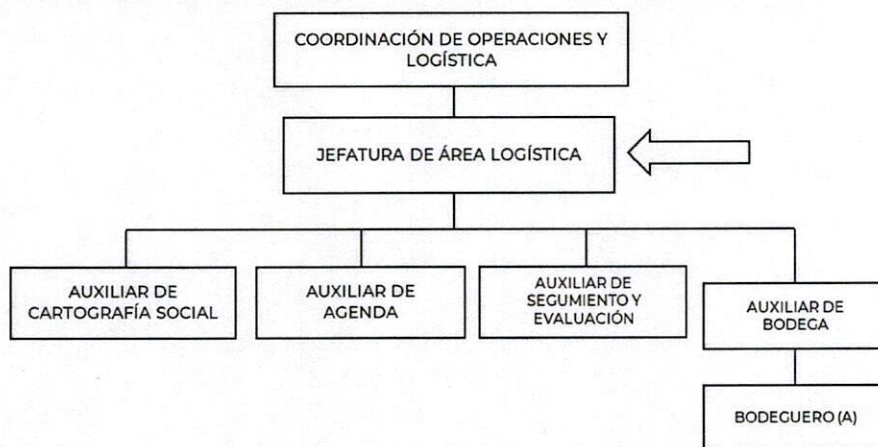 COORDINACIÓN DE OPERACIONES Y
LOGÍSTICA
JEFATURA DE ÁREA LOGÍSTICA
AUXILIAR DE
CARTOGRAFÍA SOCIAL
AUXILIAR DE
AGENDA
AUXILIAR DE
SEGUMIENTO Y
EVALUACIÓN
AUXILIAR DE
BODEGA
BODEGUERO (A)